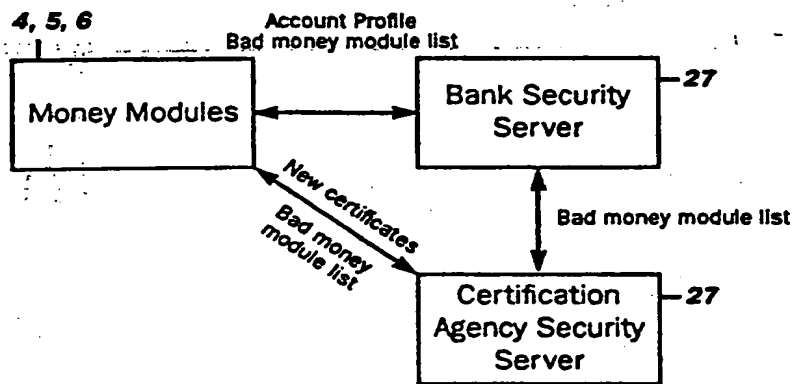 4, 5, 6
Account Profile
Bad money module list
Money Modules
Bank Security
Server
27
New certificates
Bad money
module list
Bad money module list
Certification
Agency Security
Server
27